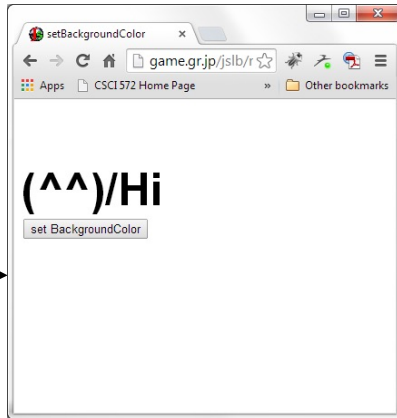 setBackgroundColor
game.gr.jp/jslb/r
Apps CSCI 572 Home Page » Other bookmarks
(^^)/Hi
set BackgroundColor